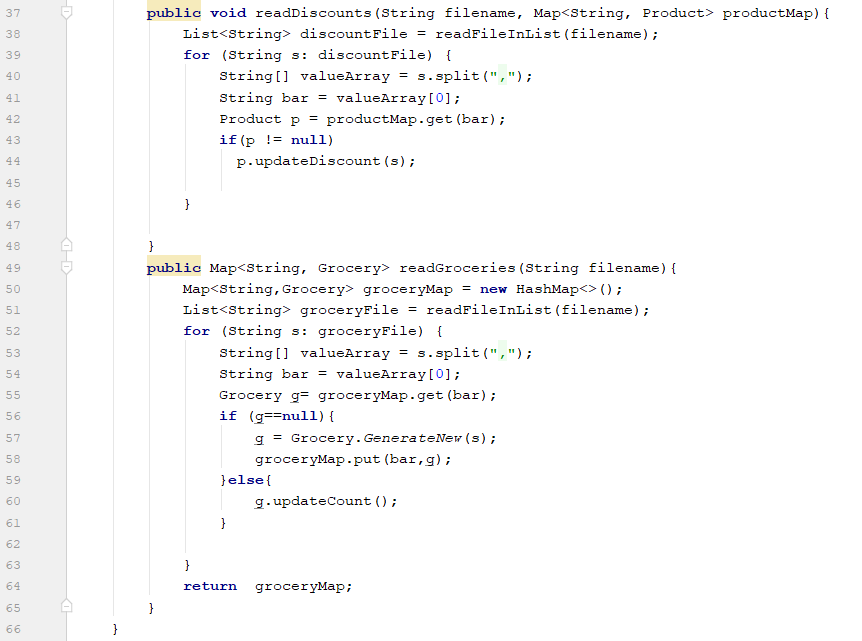 37 public void readDiscounts(String filename, Map<String, Product> productMap){
38 List<String> discountFile = readFileInList(filename);
39 for (String s: discountFile) {
40 String[] valueArray = s.split(",");
41 String bar = valueArray[0];
42 Product p = productMap.get(bar);
43 if(p != null)
44 p.updateDiscount(s);
45
46 }
47
48 }
49 public Map<String, Grocery> readGroceries(String filename){
50 Map<String,Grocery> groceryMap = new HashMap<>();
51 List<String> groceryFile = readFileInList(filename);
52 for (String s: groceryFile) {
53 String[] valueArray = s.split(",");
54 String bar = valueArray[0];
55 Grocery g= groceryMap.get(bar);
56 if (g==null){
57 g = Grocery.GenerateNew(s);
58 groceryMap.put(bar,g);
59 }else{
60 g.updateCount();
61 }
62
63 }
64 return  groceryMap;
65 }
66 }